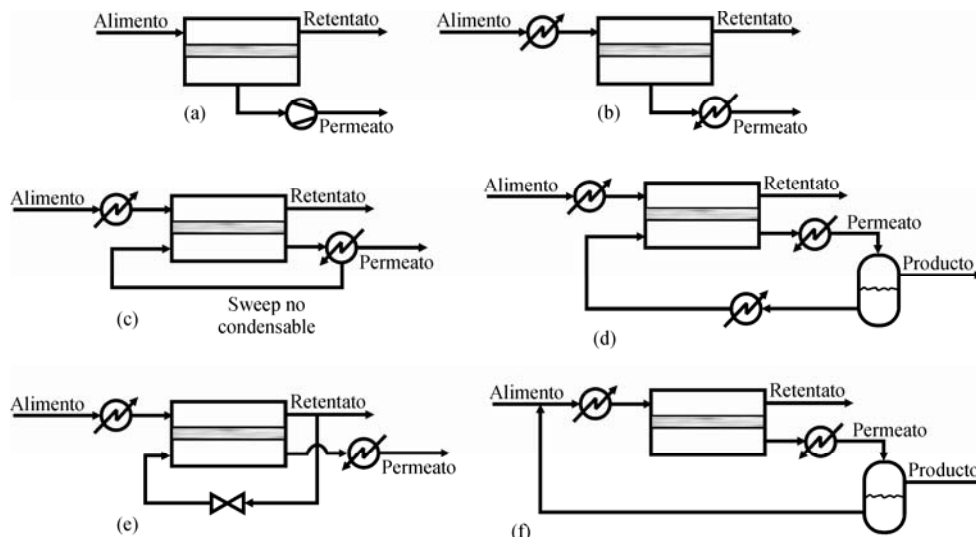 Alimento
Retentato
Permeato
(a)
Alimento
Retentato
Permeato
(b)
Alimento
Retentato
Permeato
Sweep no
condensable
(c)
Alimento
Retentato
Permeato
Producto
(d)
Alimento
Retentato
Permeato
(e)
Alimento
Retentato
Permeato
Producto
(f)